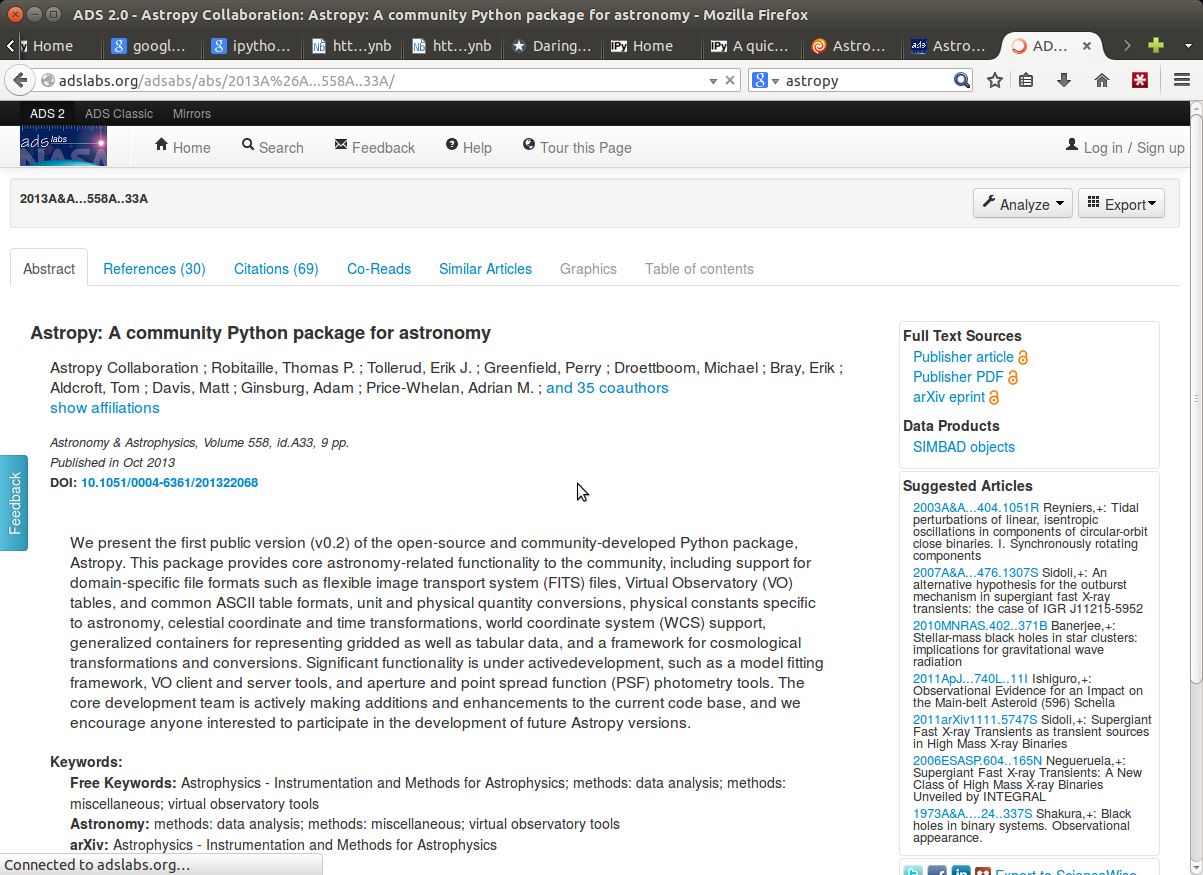 ADS 2.0 - Astropy Collaboration: Astropy: A community Python package for astronomy - Mozilla Firefox
Home googl... ipytho... htt...ynb htt...ynb Daring... IPy Home IPy A quic... Astro... ads Astro... AD...
adslabs.org/adsabs/abs/2013A%26A...558A..33A/ astropy
ADS 2 ADS Classic Mirrors
ads labs
NASA
Home Search Feedback Help Tour this Page Log in / Sign up
2013A&A...558A..33A
Analyze Export
Abstract References (30) Citations (69) Co-Reads Similar Articles Graphics Table of contents
Astropy: A community Python package for astronomy
Astropy Collaboration ; Robitaille, Thomas P. ; Tollerud, Erik J. ; Greenfield, Perry ; Droettboom, Michael ; Bray, Erik ;
Aldcroft, Tom ; Davis, Matt ; Ginsburg, Adam ; Price-Whelan, Adrian M. ; and 35 coauthors
show affiliations
Astronomy & Astrophysics, Volume 558, id.A33, 9 pp.
Published in Oct 2013
DOI: 10.1051/0004-6361/201322068
Feedback
We present the first public version (v0.2) of the open-source and community-developed Python package,
Astropy. This package provides core astronomy-related functionality to the community, including support for
domain-specific file formats such as flexible image transport system (FITS) files, Virtual Observatory (VO)
tables, and common ASCII table formats, unit and physical quantity conversions, physical constants specific
to astronomy, celestial coordinate and time transformations, world coordinate system (WCS) support,
generalized containers for representing gridded as well as tabular data, and a framework for cosmological
transformations and conversions. Significant functionality is under activedevelopment, such as a model fitting
framework, VO client and server tools, and aperture and point spread function (PSF) photometry tools. The
core development team is actively making additions and enhancements to the current code base, and we
encourage anyone interested to participate in the development of future Astropy versions.
Keywords:
Free Keywords: Astrophysics - Instrumentation and Methods for Astrophysics; methods: data analysis; methods:
miscellaneous; virtual observatory tools
Astronomy: methods: data analysis; methods: miscellaneous; virtual observatory tools
arXiv: Astrophysics - Instrumentation and Methods for Astrophysics
Full Text Sources
Publisher article
Publisher PDF
arXiv eprint
Data Products
SIMBAD objects
Suggested Articles
2003A&A...404.1051R Reyniers,+: Tidal
perturbations of linear, isentropic
oscillations in components of circular-orbit
close binaries. I. Synchronously rotating
components
2007A&A...476.1307S Sidoli,+: An
alternative hypothesis for the outburst
mechanism in supergiant fast X-ray
transients: the case of IGR J11215-5952
2010MNRAS.402..371B Banerjee,+:
Stellar-mass black holes in star clusters:
implications for gravitational wave
radiation
2011ApJ...740L..11I Ishiguro,+:
Observational Evidence for an Impact on
the Main-belt Asteroid (596) Scheila
2011arXiv1111.5747S Sidoli,+: Supergiant
Fast X-ray Transients as transient sources
in High Mass X-ray Binaries
2006ESASP.604..165N Negueruela,+:
Supergiant Fast X-ray Transients: A New
Class of High Mass X-ray Binaries
Unveiled by INTEGRAL
1973A&A....24..337S Shakura,+: Black
holes in binary systems. Observational
appearance.
Export to ScienceWise
Connected to adslabs.org...